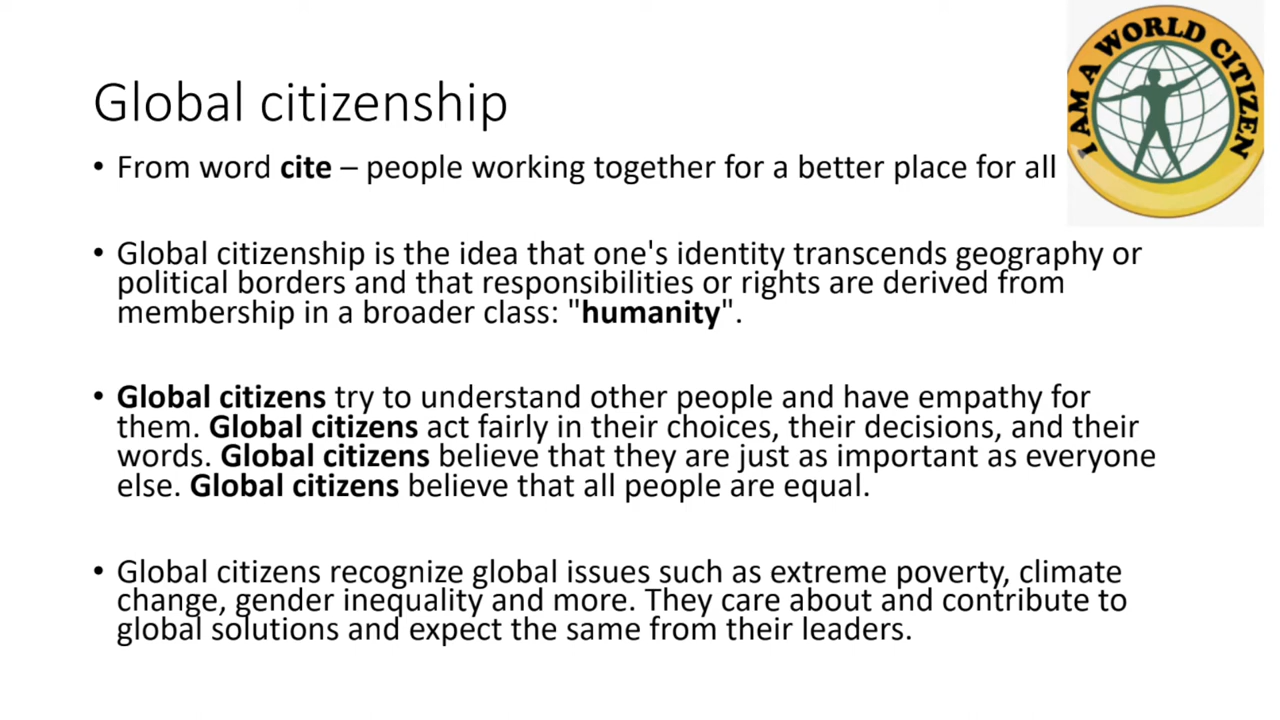 I AM A WORLD CITIZEN
Global citizenship
• From word cite – people working together for a better place for all
• Global citizenship is the idea that one's identity transcends geography or
political borders and that responsibilities or rights are derived from
membership in a broader class: "humanity".
• Global citizens try to understand other people and have empathy for
them. Global citizens act fairly in their choices, their decisions, and their
words. Global citizens believe that they are just as important as everyone
else. Global citizens believe that all people are equal.
• Global citizens recognize global issues such as extreme poverty, climate
change, gender inequality and more. They care about and contribute to
global solutions and expect the same from their leaders.